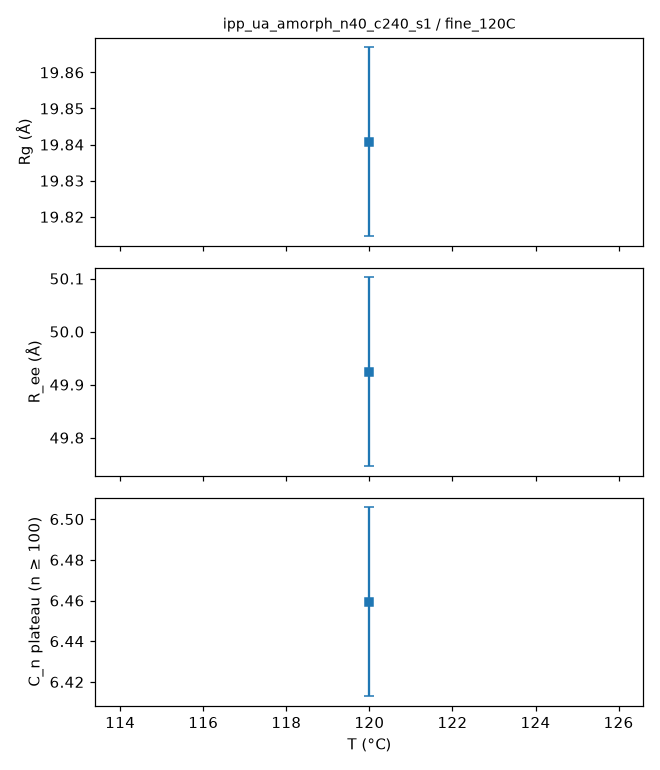 ipp_ua_amorph_n40_c240_s1 / fine_120C
19.86
19.85
19.84
19.83
19.82
Rg (Å)
50.1
50.0
49.9
49.8
R_ee (Å)
6.50
6.48
6.46
6.44
6.42
C_n plateau (n ≥ 100)
114 116 118 120 122 124 126
T (°C)